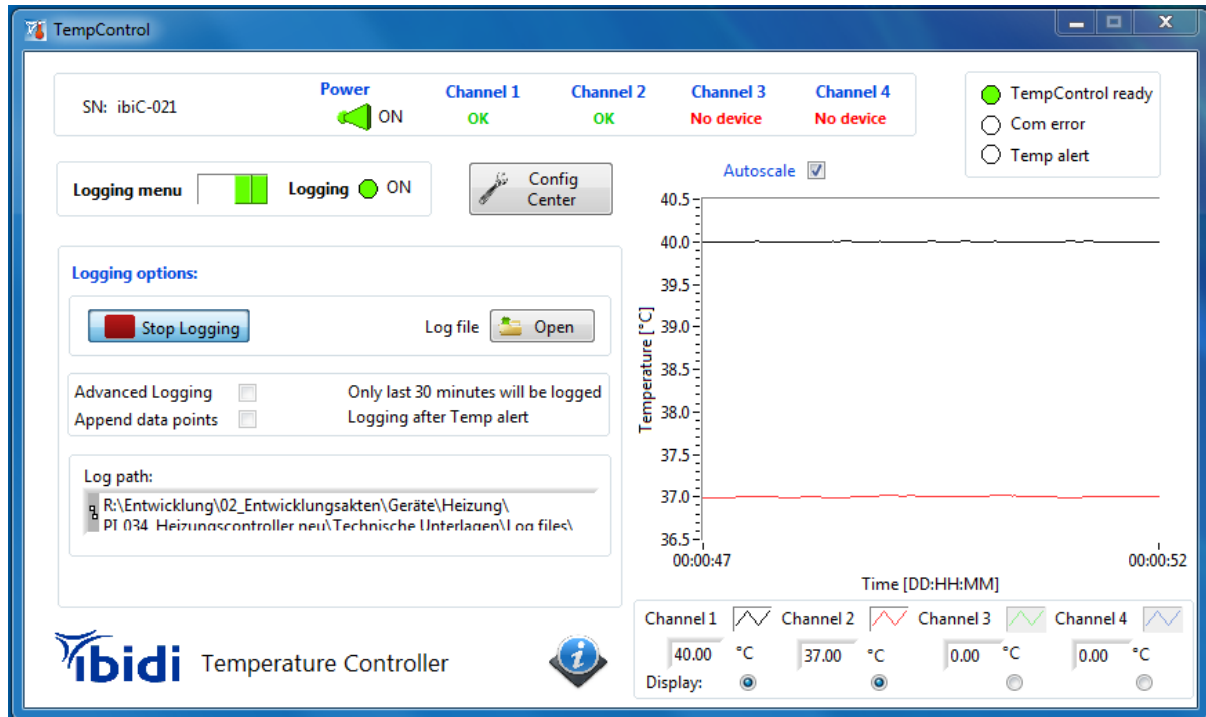 TempControl
SN: ibiC-021
Power
ON
Channel 1
OK
Channel 2
OK
Channel 3
No device
Channel 4
No device
TempControl ready
Com error
Temp alert
Logging menu
Logging ON
Config
Center
Autoscale
Logging options:
Stop Logging
Log file
Open
Advanced Logging
Only last 30 minutes will be logged
Append data points
Logging after Temp alert
Log path:
R:\Entwicklung\02_Entwicklungsakten\Geräte\Heizung\
PI 034_Heizungscontroller neu\Technische Unterlagen\Log files\
40.5
40.0
39.5
39.0
38.5
38.0
37.5
37.0
36.5
Temperature [°C]
00:00:47
00:00:52
Time [DD:HH:MM]
Channel 1
Channel 2
Channel 3
Channel 4
40.00 °C
37.00 °C
0.00 °C
0.00 °C
Display:
ibidi Temperature Controller